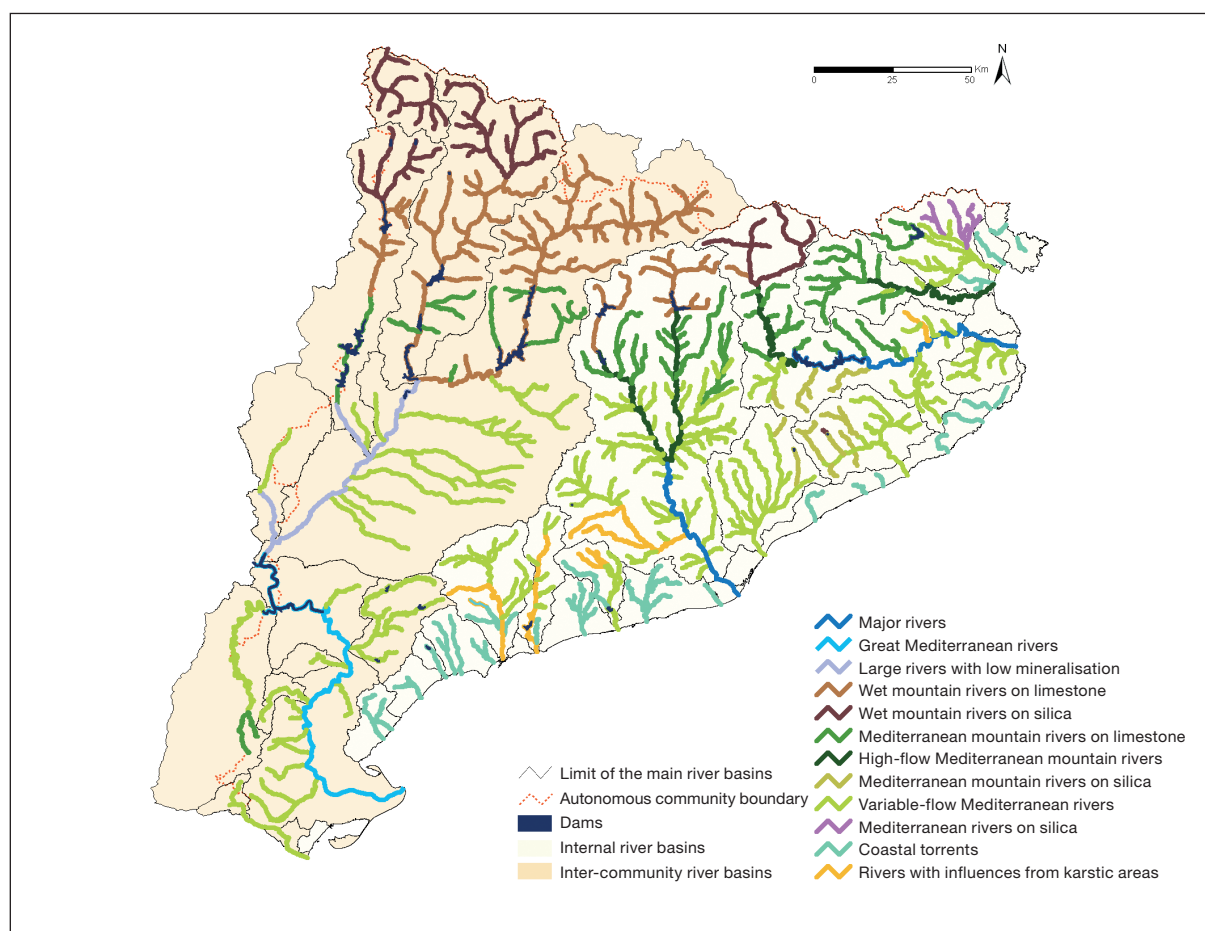 N
Km
0 25 50
Major rivers
Great Mediterranean rivers
Large rivers with low mineralisation
Wet mountain rivers on limestone
Wet mountain rivers on silica
Mediterranean mountain rivers on limestone
High-flow Mediterranean mountain rivers
Mediterranean mountain rivers on silica
Variable-flow Mediterranean rivers
Mediterranean rivers on silica
Coastal torrents
Rivers with influences from karstic areas
Limit of the main river basins
Autonomous community boundary
Dams
Internal river basins
Inter-community river basins